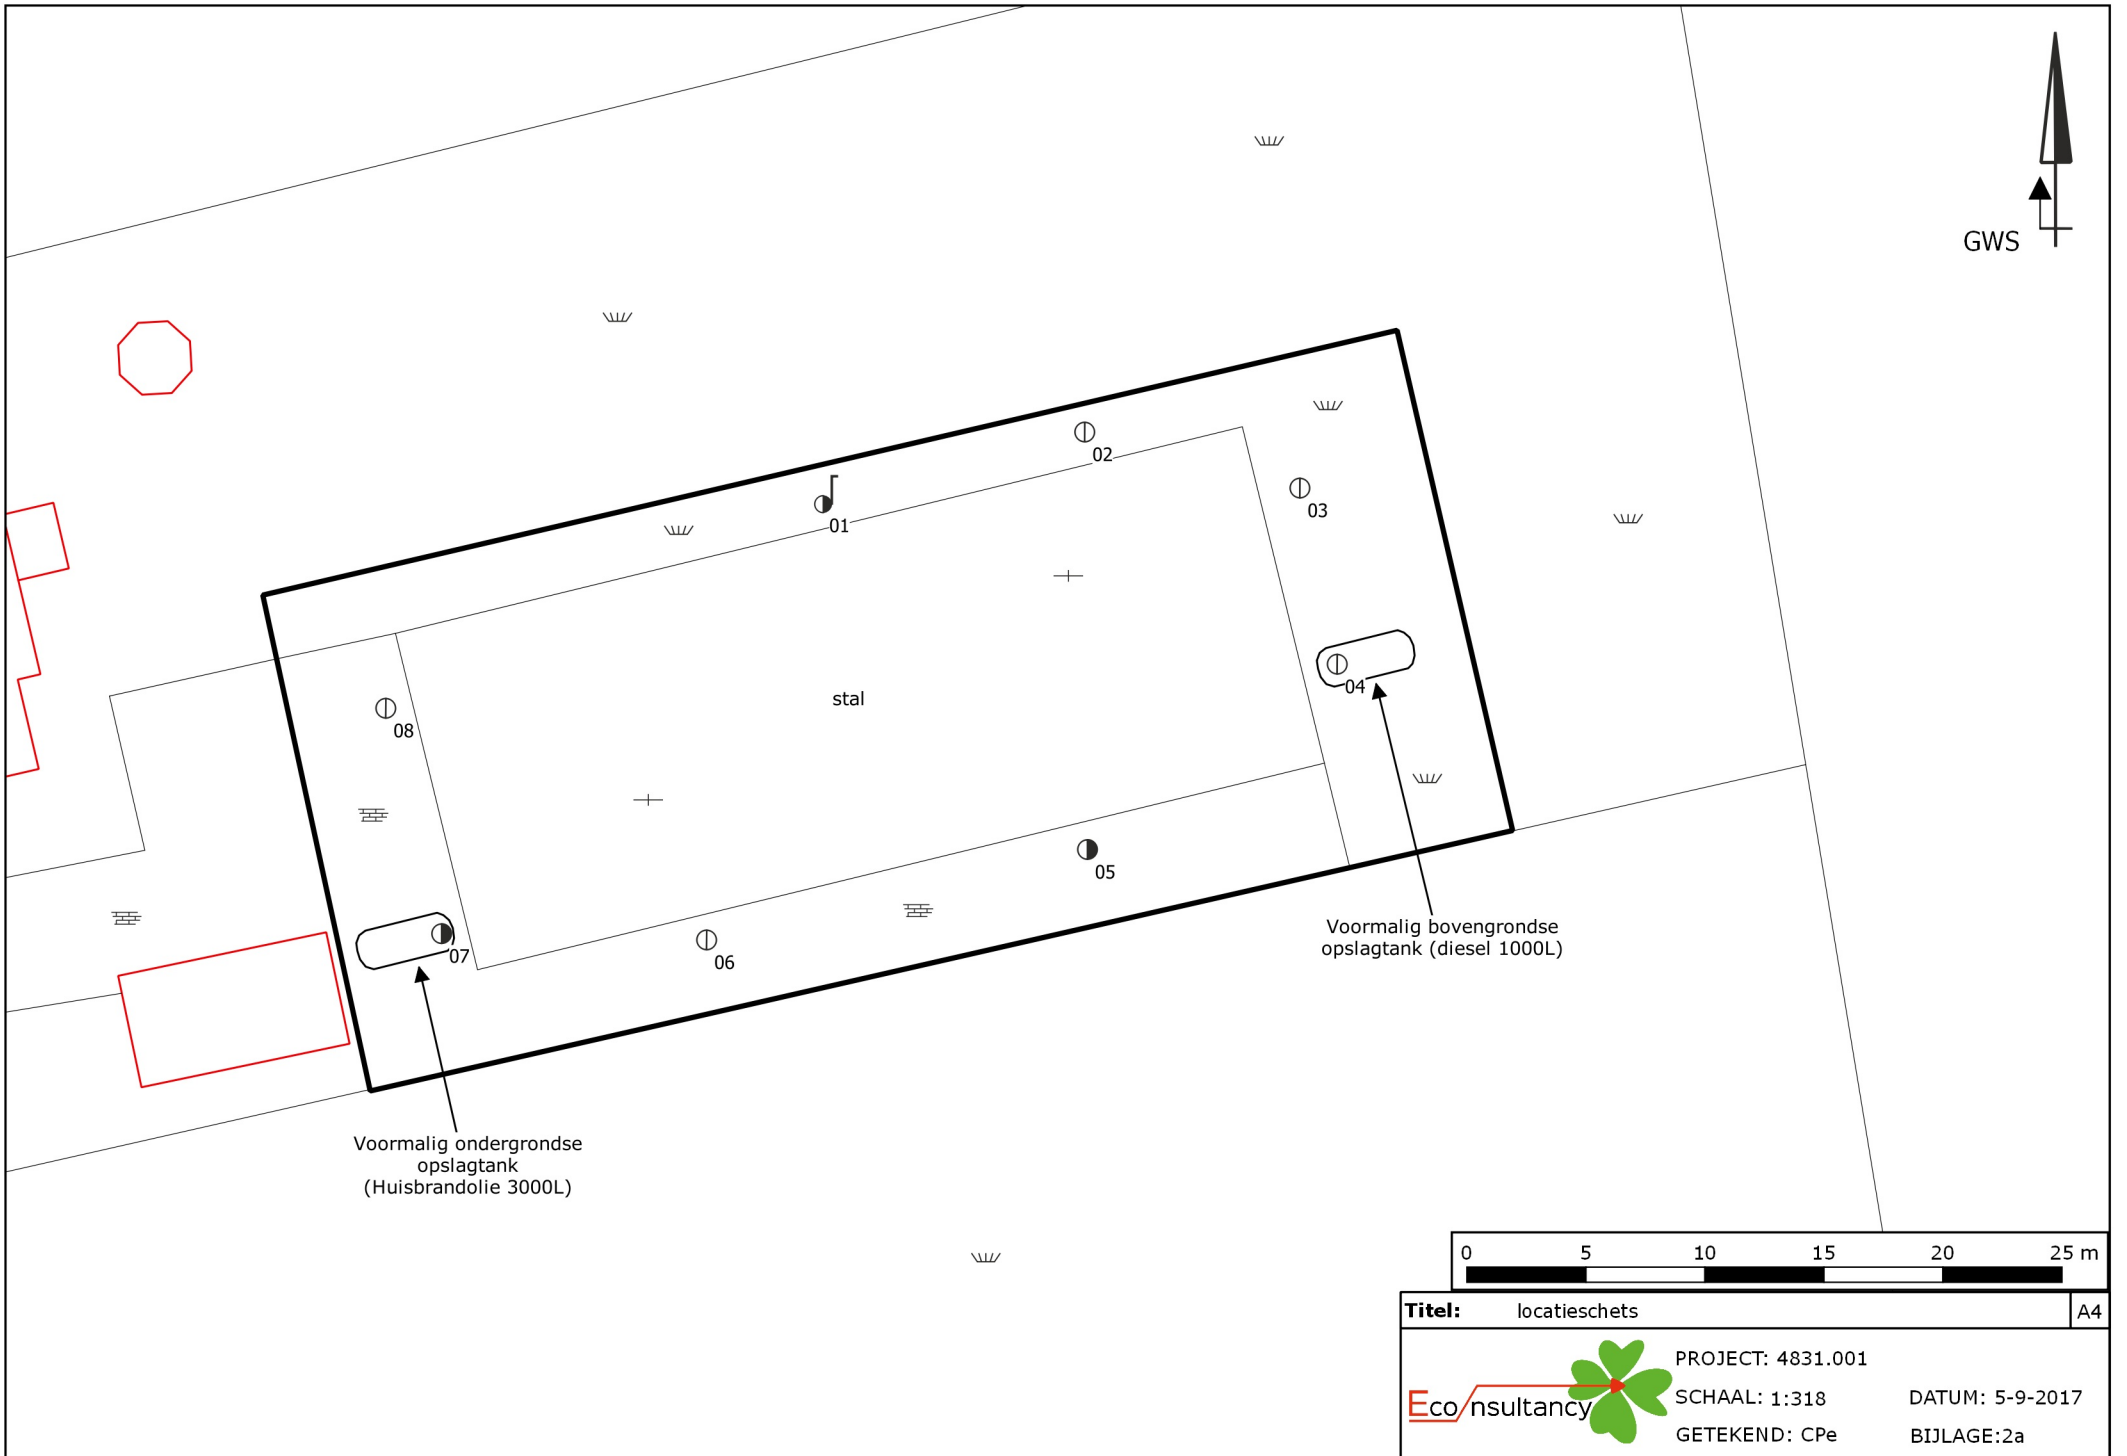 GWS
02
03
01
04
stal
08
05
07
06
Voormalig bovengrondse
opslagtank (diesel 1000L)
Voormalig ondergrondse
opslagtank
(Huisbrandolie 3000L)
0 5 10 15 20 25 m
Titel: locatieschets A4
Econsultancy
PROJECT: 4831.001
SCHAAL: 1:318 DATUM: 5-9-2017
GETEKEND: CPe BIJLAGE:2a